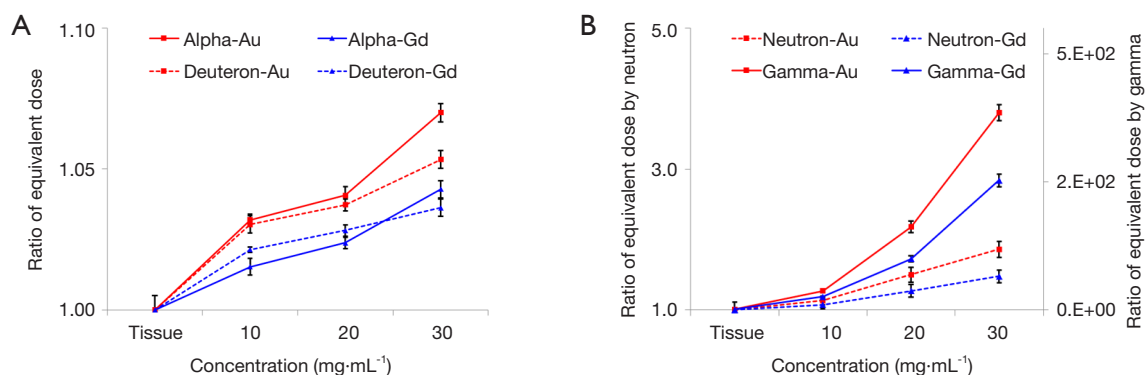 A
Ratio of equivalent dose
1.10
1.05
1.00
Alpha-Au
Alpha-Gd
Deuteron-Au
Deuteron-Gd
Tissue 10 20 30
Concentration (mg·mL⁻¹)
B
Ratio of equivalent dose by neutron
5.0
3.0
1.0
Neutron-Au
Neutron-Gd
Gamma-Au
Gamma-Gd
5.E+02
2.E+02
0.E+00
Ratio of equivalent dose by gamma
Tissue 10 20 30
Concentration (mg·mL⁻¹)